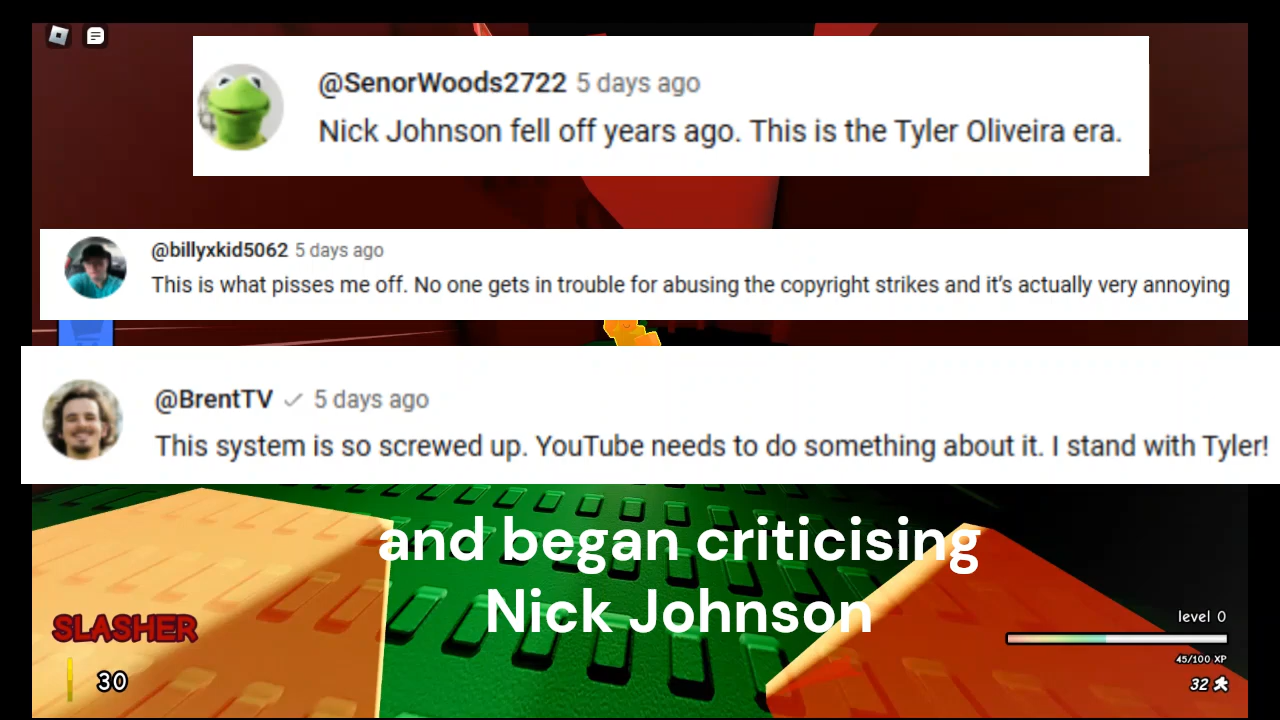 @SenorWoods2722 5 days ago
Nick Johnson fell off years ago. This is the Tyler Oliveira era.
@billyxkid5062 5 days ago
This is what pisses me off. No one gets in trouble for abusing the copyright strikes and it’s actually very annoying
@BrentTV 5 days ago
This system is so screwed up. YouTube needs to do something about it. I stand with Tyler!
and began criticising
Nick Johnson
SLASHER
30
level 0
45/100 XP
32